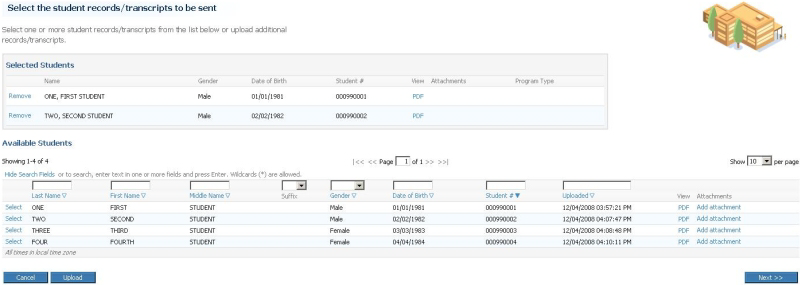 Select the student records/transcripts to be sent
Select one or more student records/transcripts from the list below or upload additional
records/transcripts.
Selected Students
Name Gender Date of Birth Student # View Attachments Program Type
Remove ONE, FIRST STUDENT Male 01/01/1981 000990001 PDF
Remove TWO, SECOND STUDENT Male 02/02/1982 000990002 PDF
Available Students
Showing 1-4 of 4 |<< << Page 1 of 1 >> >>| Show 10 per page
Hide Search Fields or to search, enter text in one or more fields and press Enter. Wildcards (*) are allowed.
Last Name ▽ First Name ▽ Middle Name ▽ Suffix Gender ▽ Date of Birth ▽ Student # ▼ Uploaded ▽ View Attachments
Select ONE FIRST STUDENT Male 01/01/1981 000990001 12/04/2008 03:57:21 PM PDF Add attachment
Select TWO SECOND STUDENT Male 02/02/1982 000990002 12/04/2008 04:07:47 PM PDF Add attachment
Select THREE THIRD STUDENT Female 03/03/1983 000990003 12/04/2008 04:08:48 PM PDF Add attachment
Select FOUR FOURTH STUDENT Female 04/04/1984 000990004 12/04/2008 04:10:11 PM PDF Add attachment
All times in local time zone
Cancel Upload Next >>